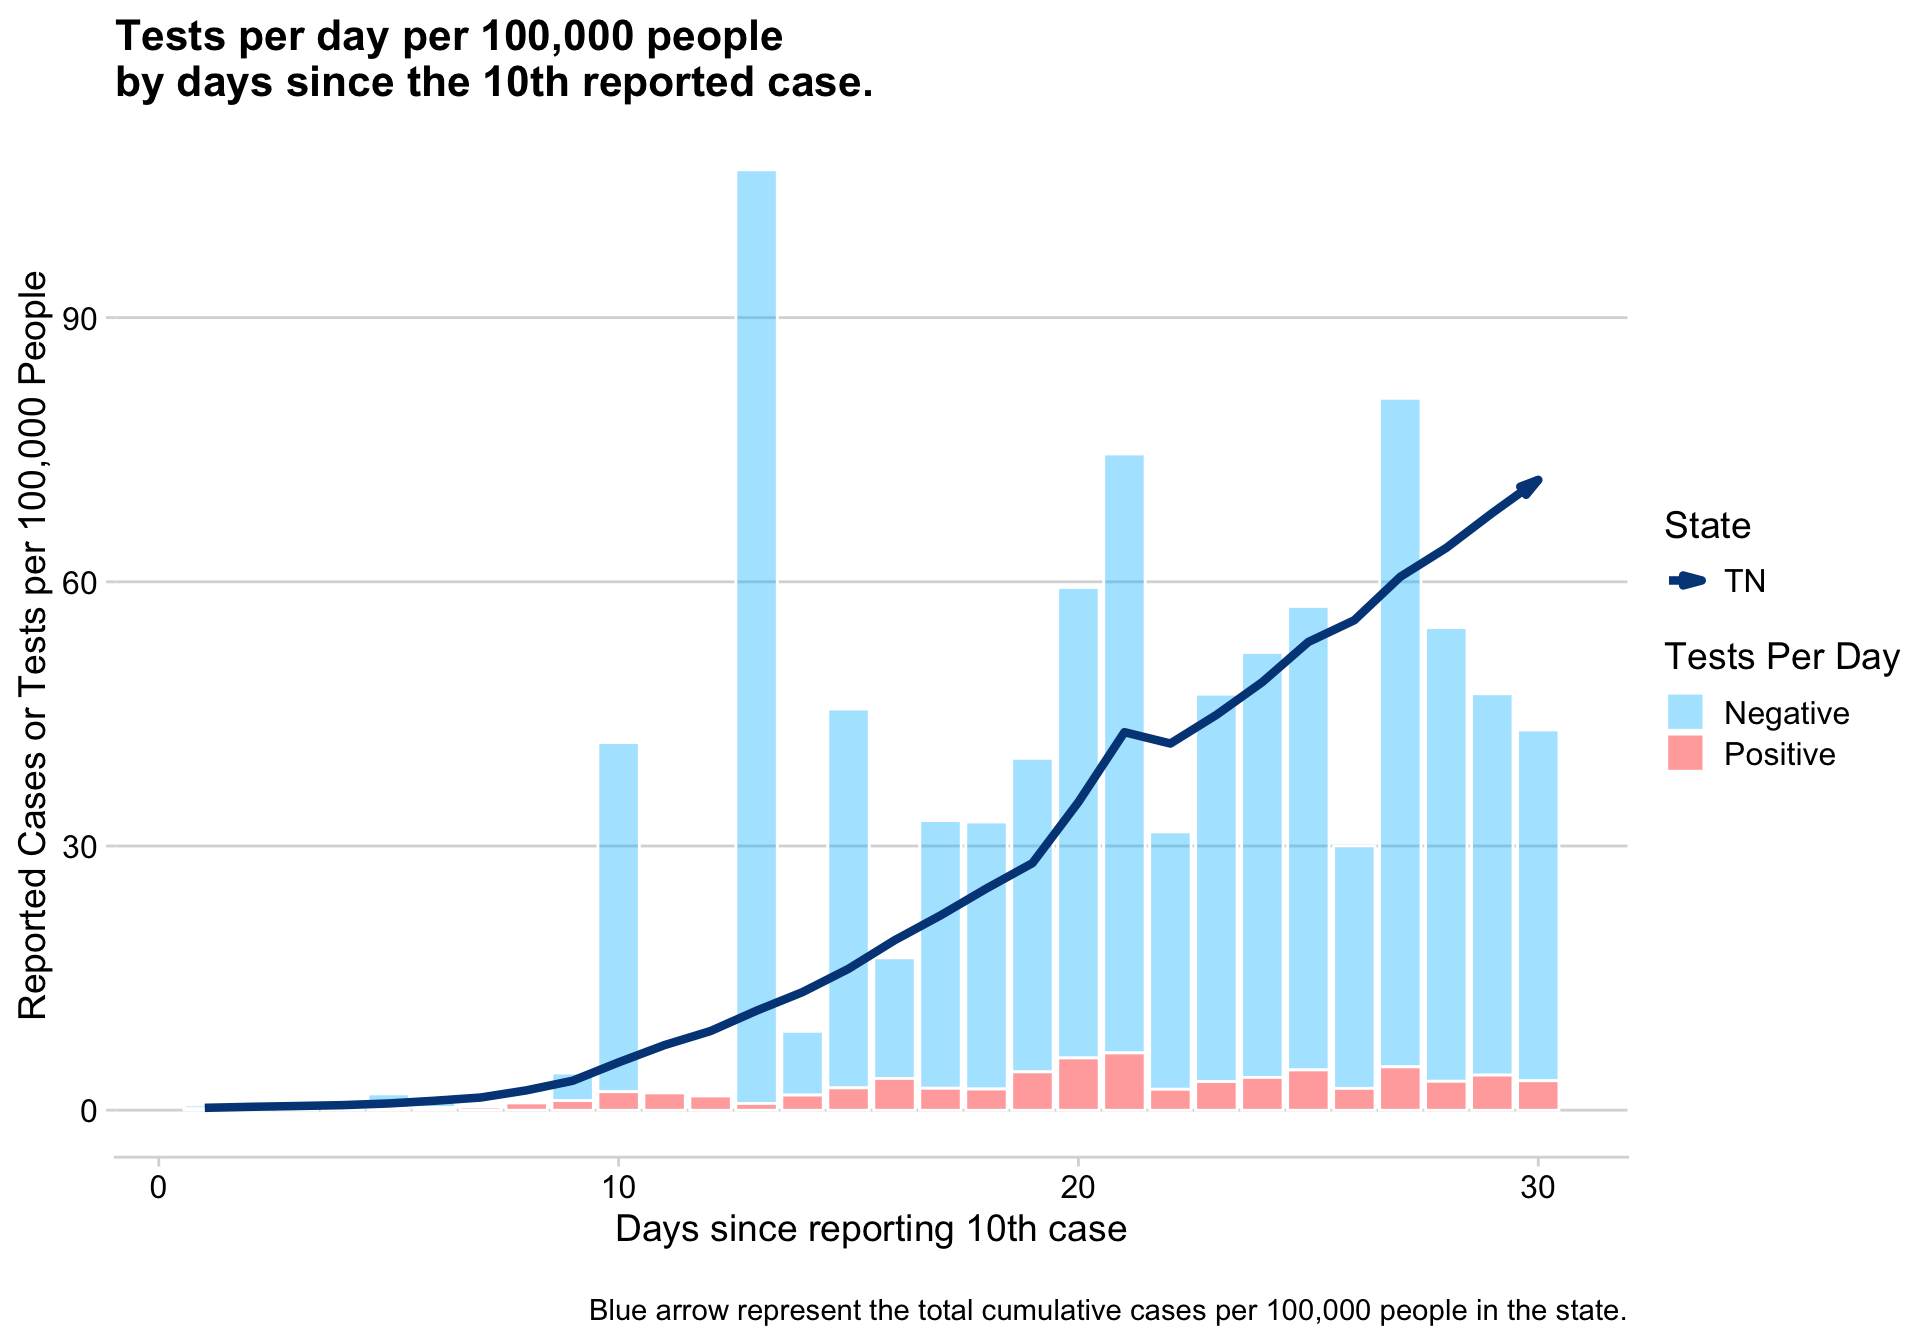 Tests per day per 100,000 people
by days since the 10th reported case.
Reported Cases or Tests per 100,000 People
90
60
30
0
0
10
20
30
Days since reporting 10th case
State
TN
Tests Per Day
Negative
Positive
Blue arrow represent the total cumulative cases per 100,000 people in the state.